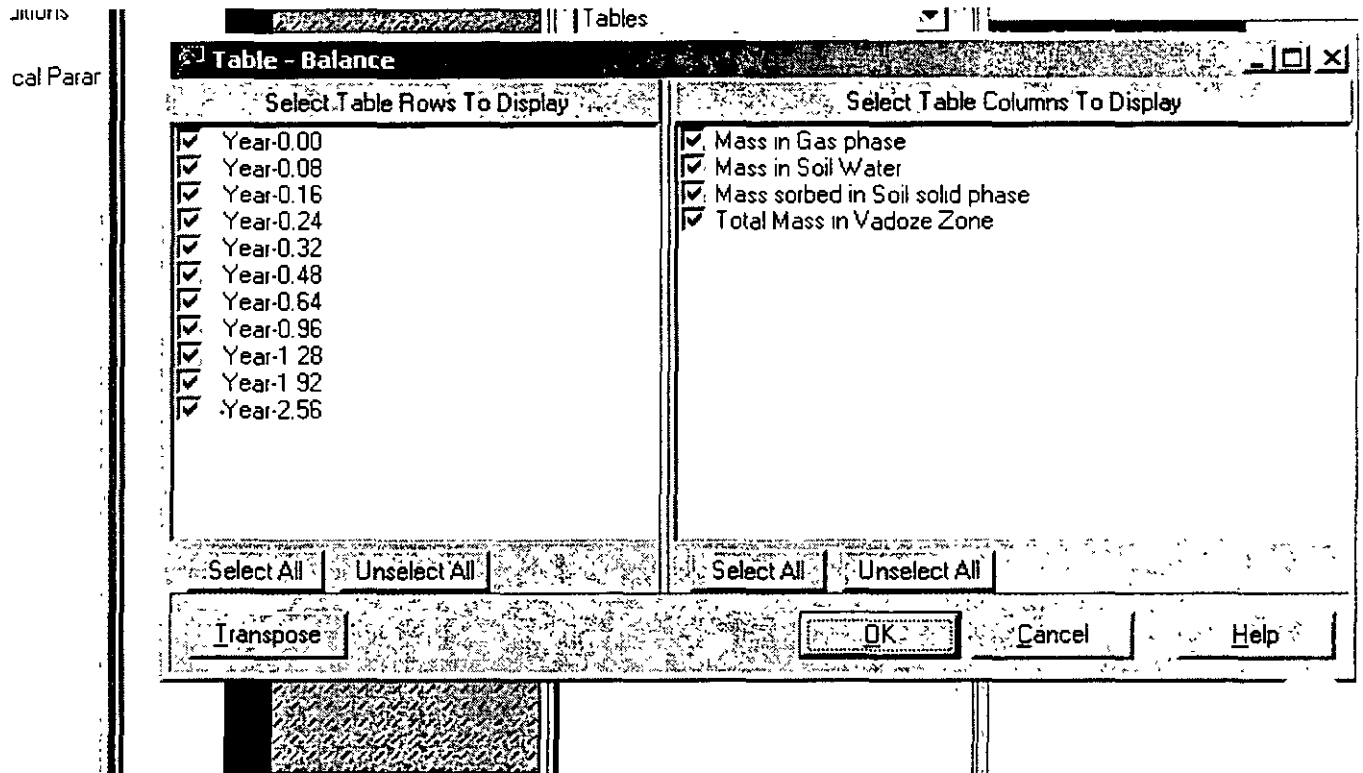 Tables
Table - Balance
cal Parar
Select Table Rows To Display
Select Table Columns To Display
Year-0.00
Year-0.08
Year-0.16
Year-0.24
Year-0.32
Year-0.48
Year-0.64
Year-0.96
Year-1 28
Year-1 92
Year-2.56
Mass in Gas phase
Mass in Soil Water
Mass sorbed in Soil solid phase
Total Mass in Vadoze Zone
Select All
Unselect All
Select All
Unselect All
Transpose
OK
Cancel
Help